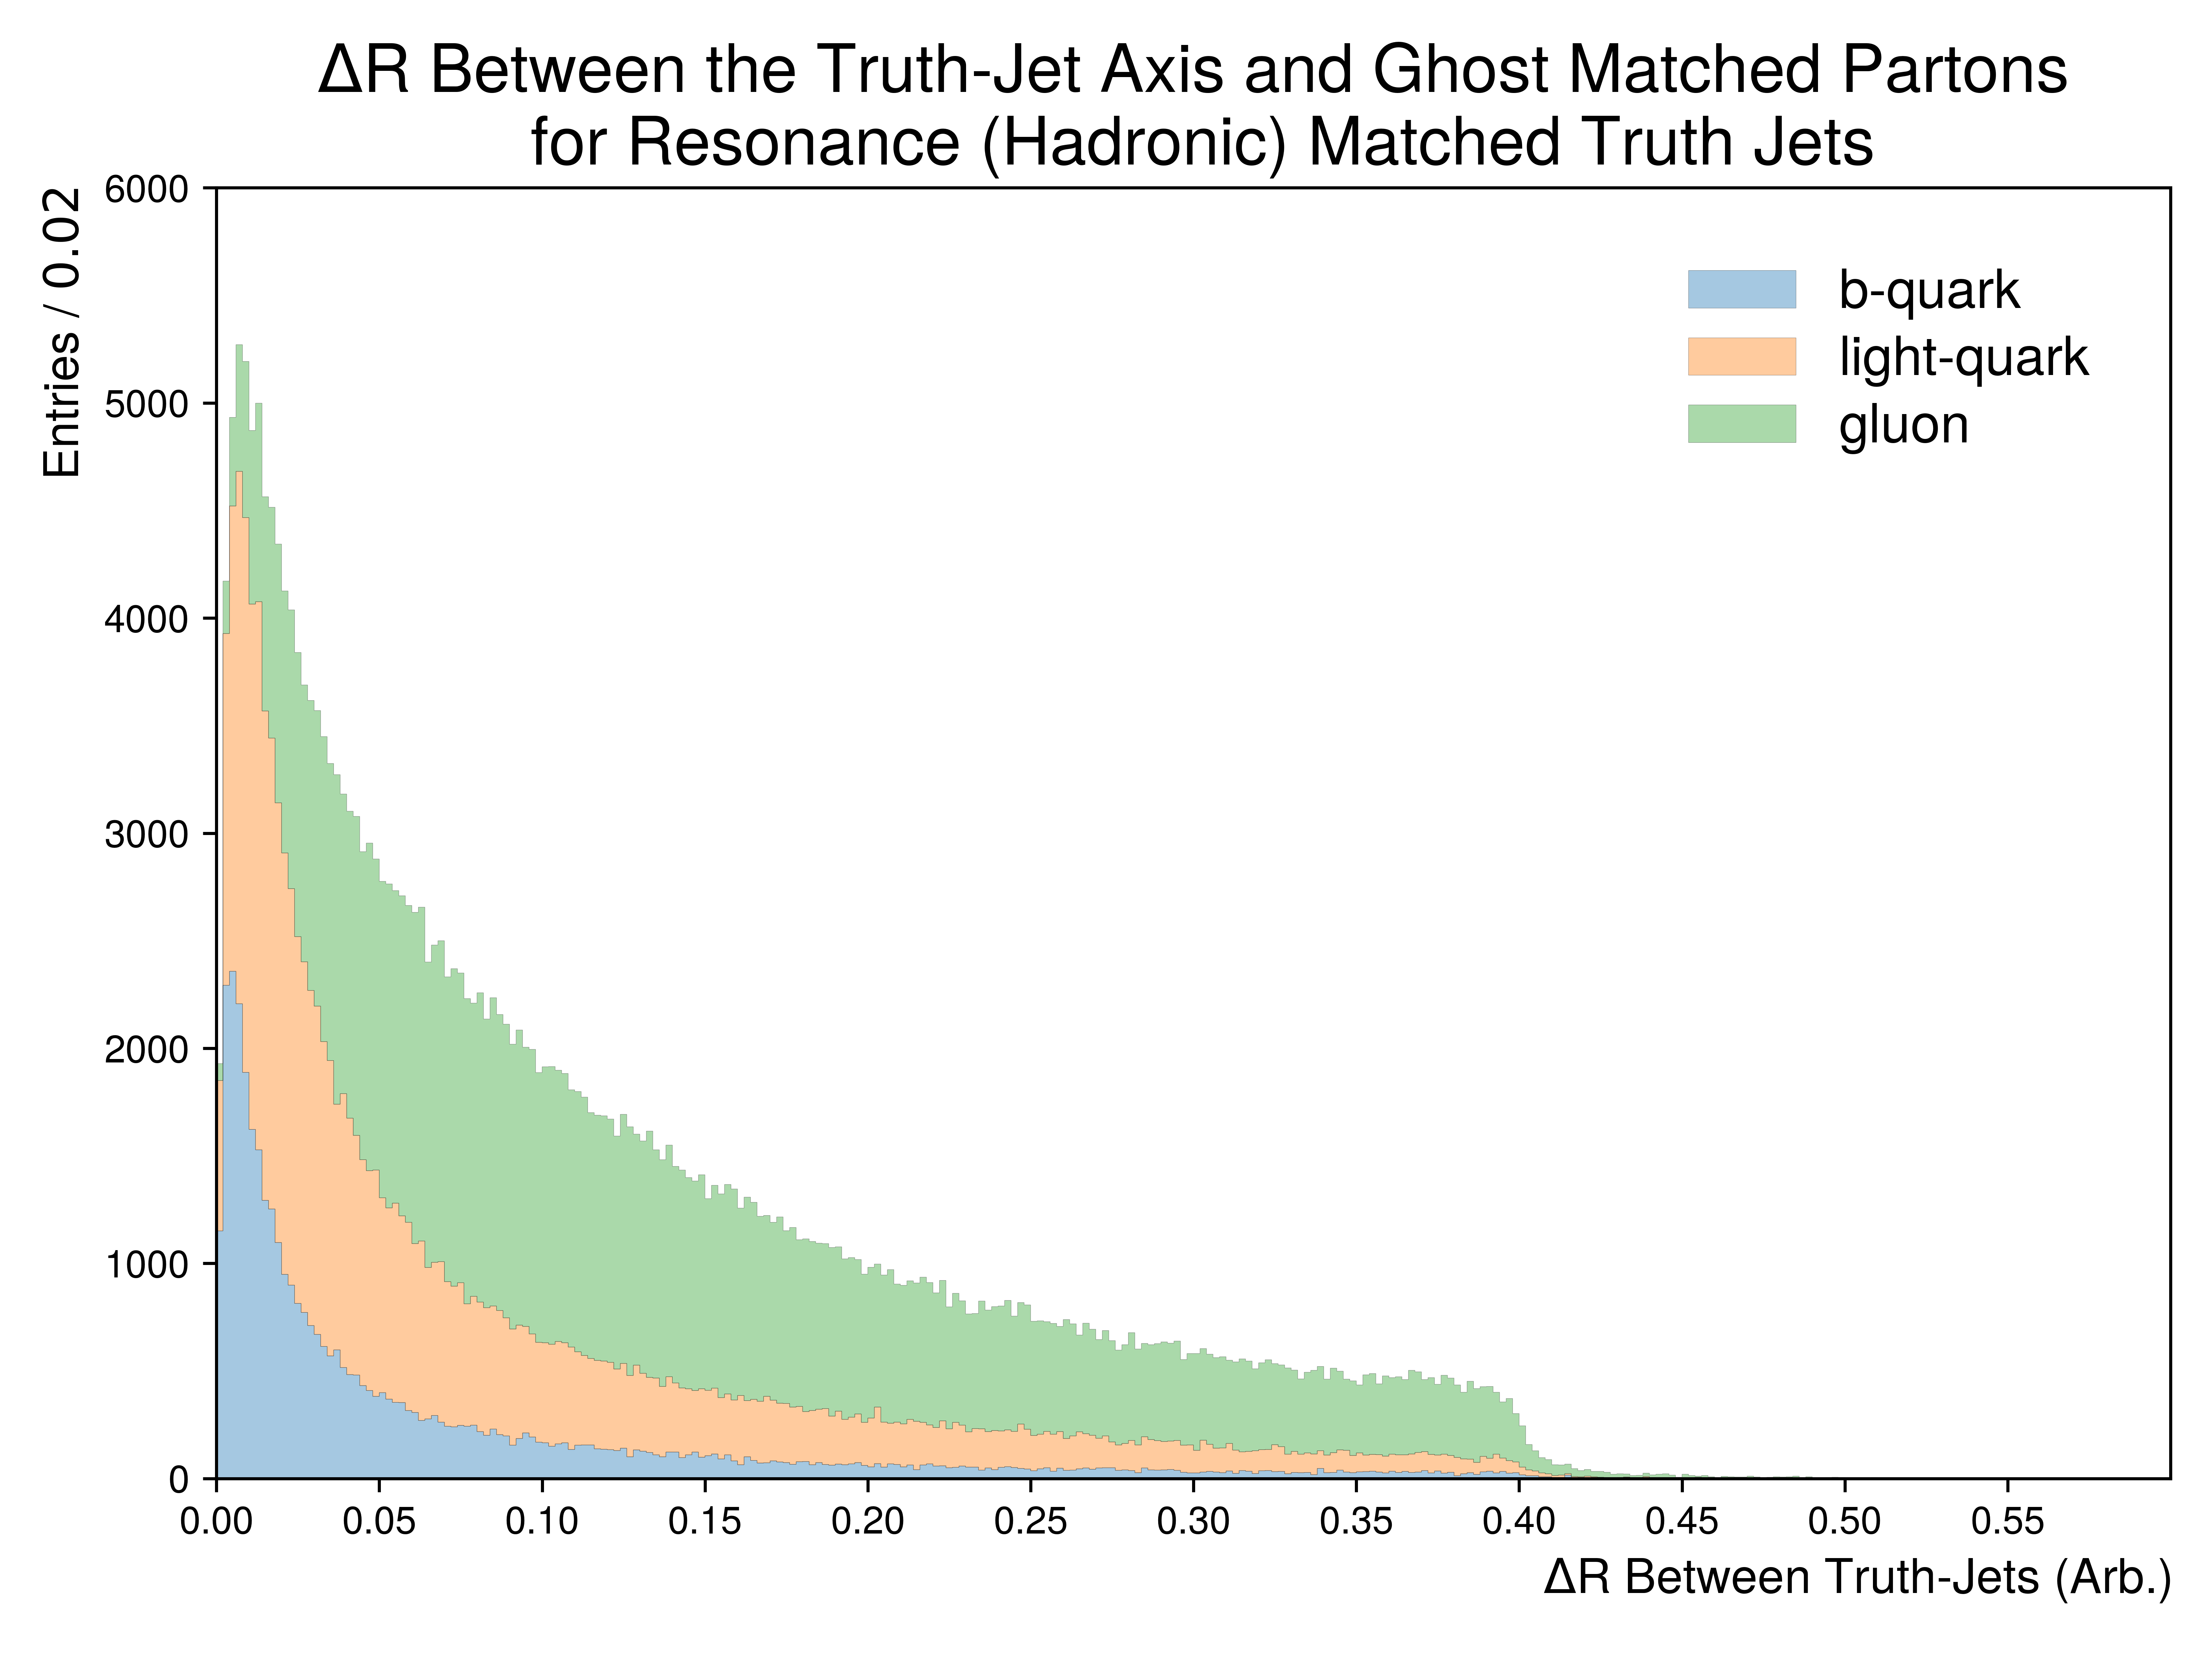 ΔR Between the Truth-Jet Axis and Ghost Matched Partons
for Resonance (Hadronic) Matched Truth Jets
Entries / 0.02
6000
5000
4000
3000
2000
1000
0
b-quark
light-quark
gluon
0.00 0.05 0.10 0.15 0.20 0.25 0.30 0.35 0.40 0.45 0.50 0.55
ΔR Between Truth-Jets (Arb.)